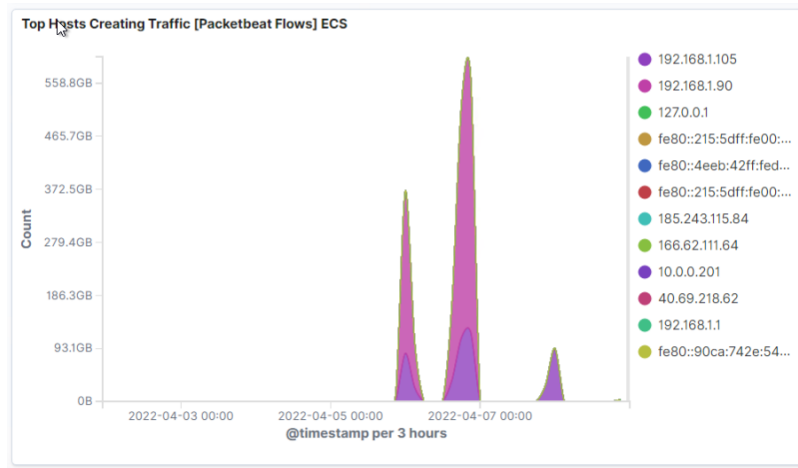 Top Hosts Creating Traffic [Packetbeat Flows] ECS
558.8GB
465.7GB
372.5GB
279.4GB
186.3GB
93.1GB
0B
Count
2022-04-03 00:00
2022-04-05 00:00
2022-04-07 00:00
@timestamp per 3 hours
192.168.1.105
192.168.1.90
127.0.0.1
fe80::215:5dff:fe00:...
fe80::4eeb:42ff:fed...
fe80::215:5dff:fe00:...
185.243.115.84
166.62.111.64
10.0.0.201
40.69.218.62
192.168.1.1
fe80::90ca:742e:54...